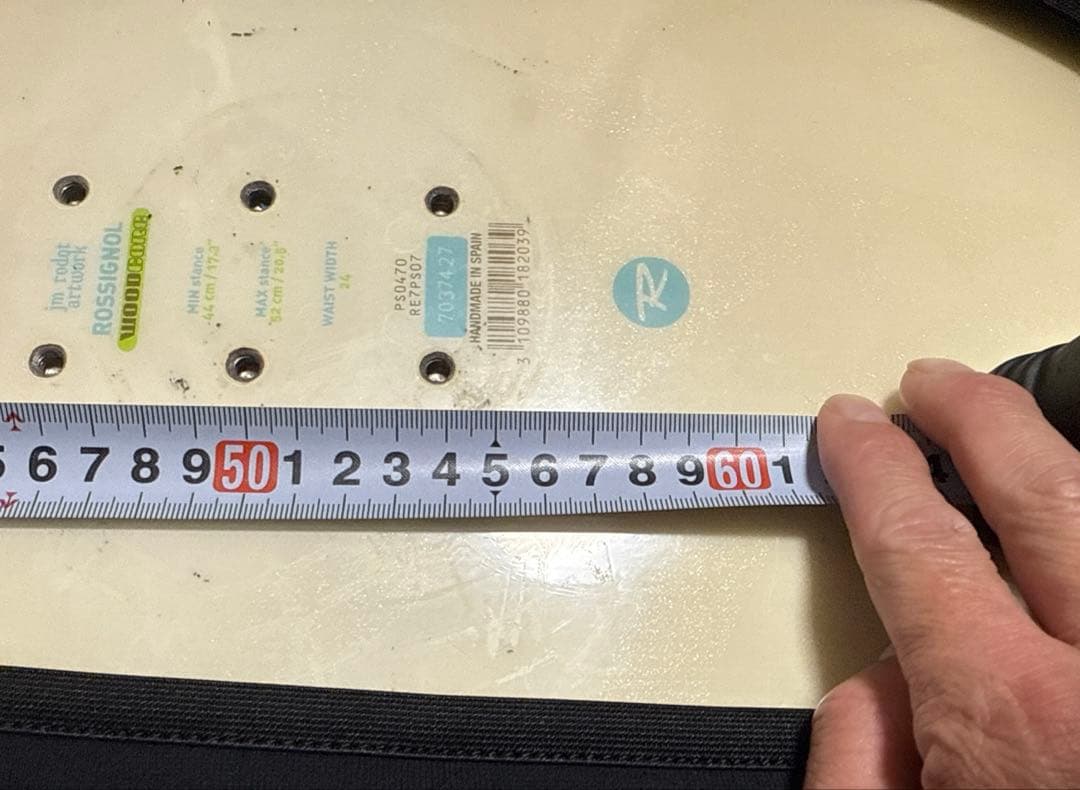 jm rodot
artwork
ROSSIGNOL
WOODCORE
MIN stance
44 cm / 17.3"
MAX stance
52 cm / 20.5"
WAIST WIDTH
24
PS0470
RE7PS07
7037427
HANDMADE IN SPAIN
3 109880 182039
R
5 6 7 8 9 50 1 2 3 4 5 6 7 8 9 60 1